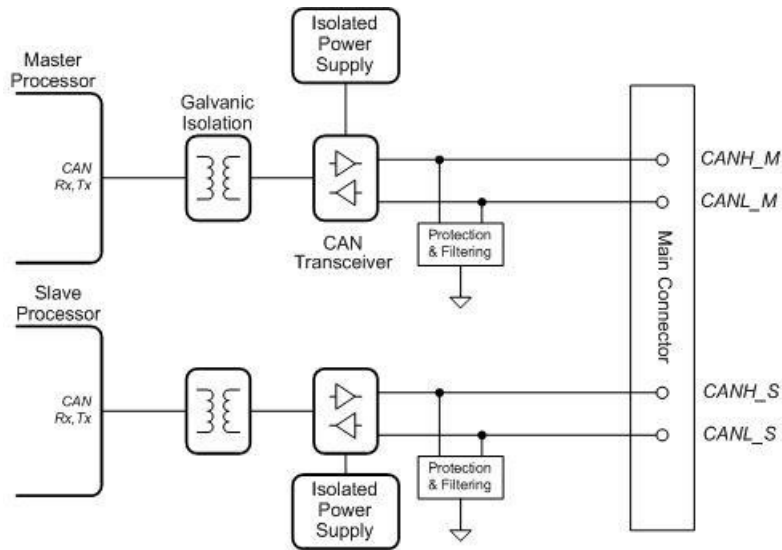 Isolated
Power
Supply
Master
Processor
Galvanic
Isolation
CAN
Rx,Tx
CANH_M
CANL_M
Protection
& Filtering
CAN
Transceiver
Main Connector
Slave
Processor
CAN
Rx,Tx
CANH_S
CANL_S
Protection
& Filtering
Isolated
Power
Supply